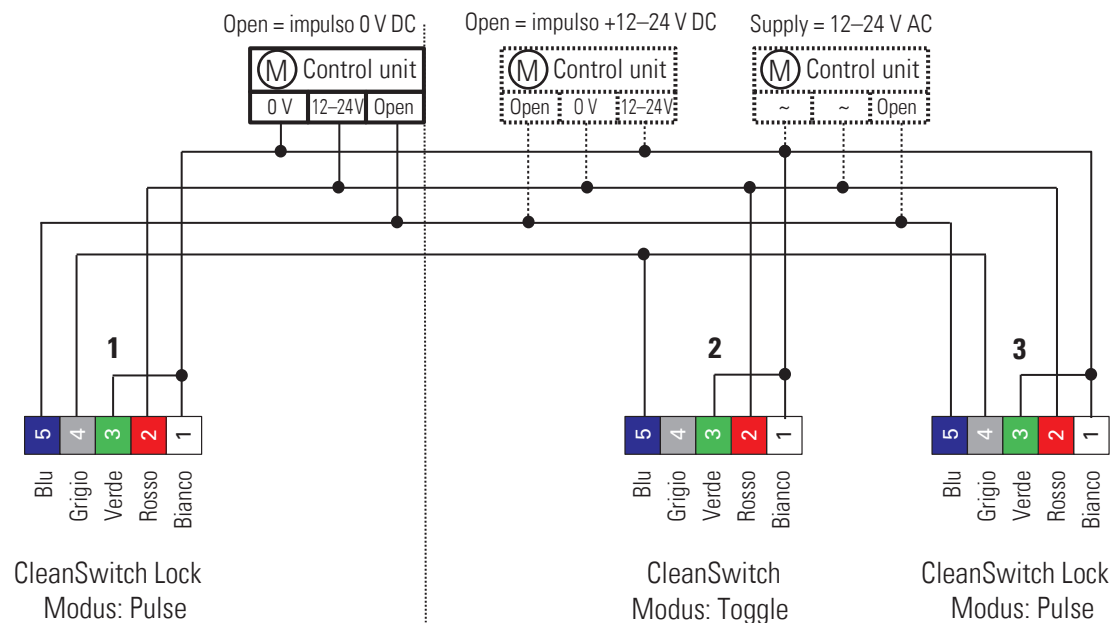 Open = impulso 0 V DC
Open = impulso +12–24 V DC
Supply = 12–24 V AC
M Control unit
0 V 12–24V Open
M Control unit
Open 0 V 12–24V
M Control unit
~ ~ Open
1
2
3
5 4 3 2 1
5 4 3 2 1
5 4 3 2 1
Blu Grigio Verde Rosso Bianco
Blu Grigio Verde Rosso Bianco
Blu Grigio Verde Rosso Bianco
CleanSwitch Lock
Modus: Pulse
CleanSwitch
Modus: Toggle
CleanSwitch Lock
Modus: Pulse